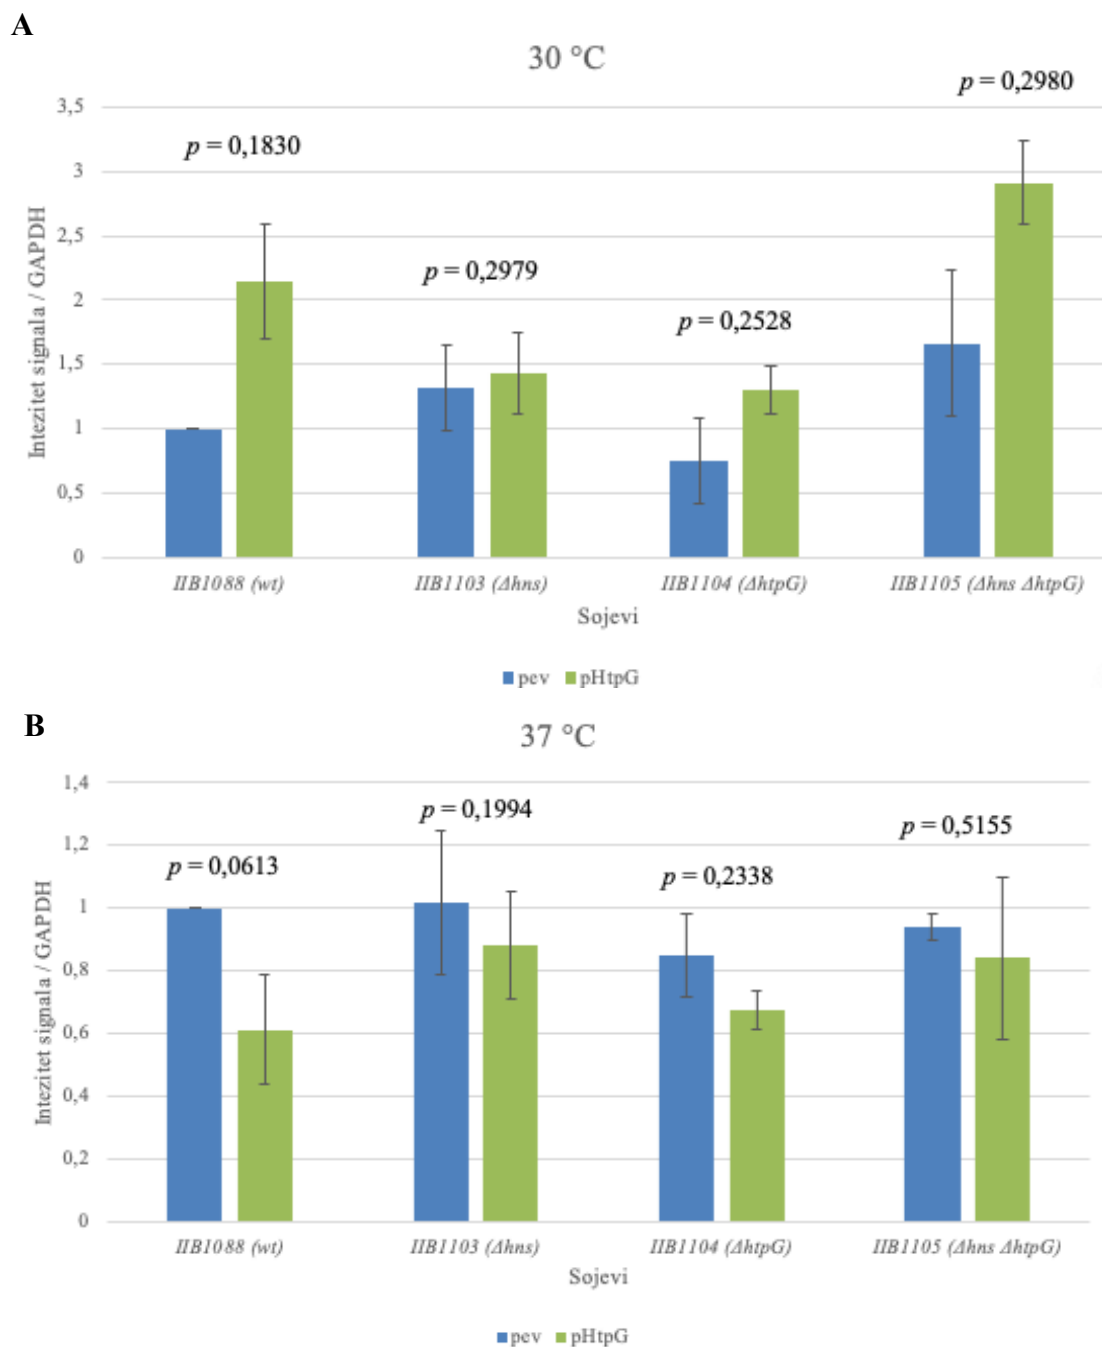 A
30 °C
p = 0,2980
3,5
p = 0,1830
3
p = 0,2979
2,5
p = 0,2528
2
1,5
1
0,5
0
Intezitet signala / GAPDH
IIB1088 (wt) IIB1103 (Δhns) IIB1104 (ΔhtpG) IIB1105 (Δhns ΔhtpG)
Sojevi
pev pHtpG
B
37 °C
1,4
p = 0,1994
p = 0,5155
1,2
p = 0,0613
p = 0,2338
1
0,8
0,6
0,4
0,2
0
Intezitet signala / GAPDH
IIB1088 (wt) IIB1103 (Δhns) IIB1104 (ΔhtpG) IIB1105 (Δhns ΔhtpG)
Sojevi
pev pHtpG